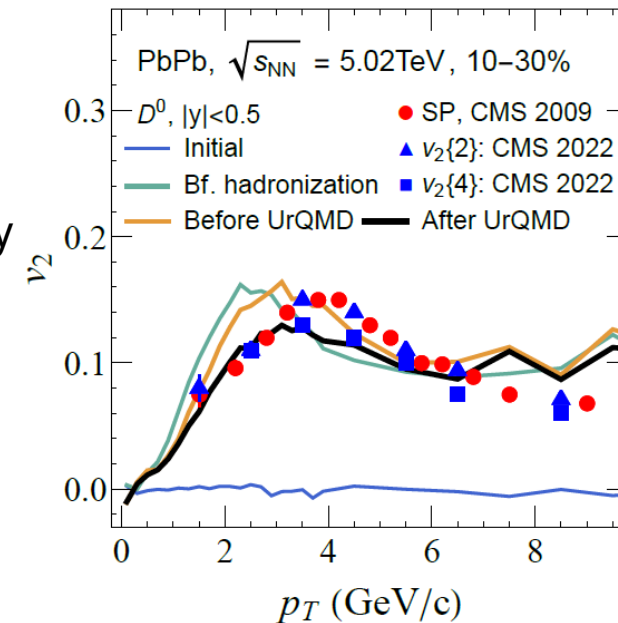 PbPb, √s_NN = 5.02TeV, 10–30%
D⁰, |y|<0.5
SP, CMS 2009
Initial
v₂{2}: CMS 2022
Bf. hadronization
v₂{4}: CMS 2022
Before UrQMD
After UrQMD
y
v₂
0.3
0.2
0.1
0.0
0 2 4 6 8
p_T (GeV/c)